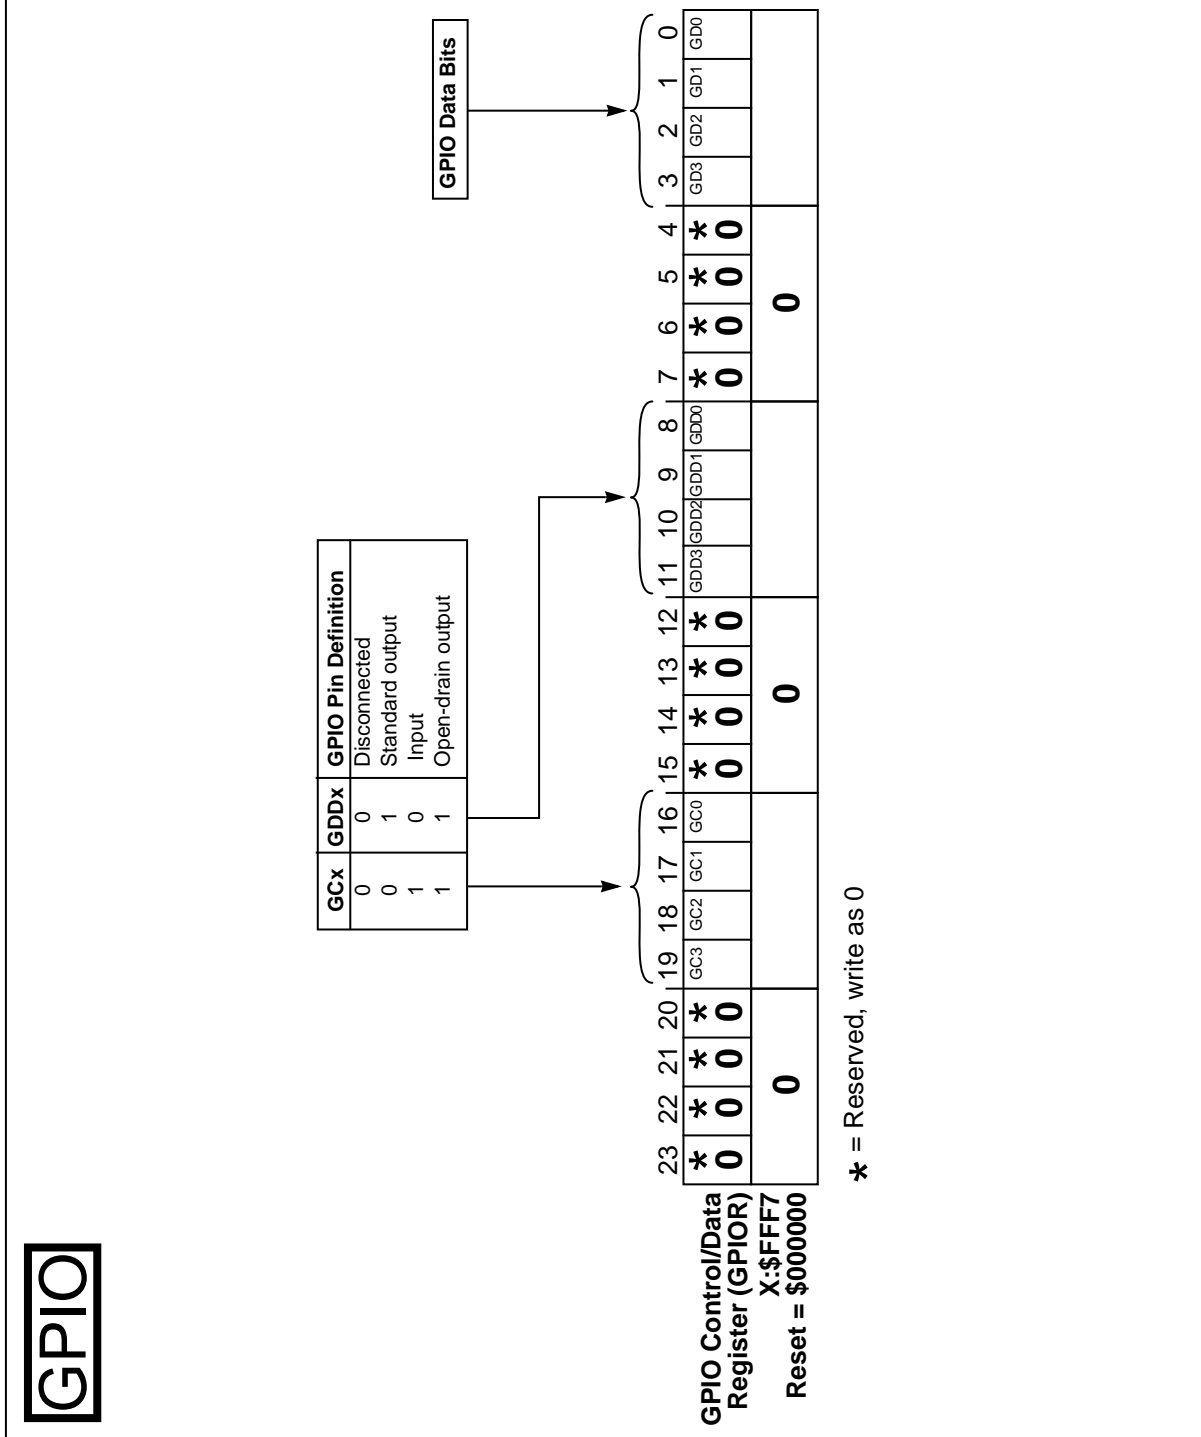 GPIO
GPIO Data Bits
GCx GDDx GPIO Pin Definition
0 0 Disconnected
0 1 Standard output
1 0 Input
1 1 Open-drain output
23 22 21 20 19 18 17 16 15 14 13 12 11 10 9 8 7 6 5 4 3 2 1 0
GPIO Control/Data
Register (GPIOR)
X:$FFF7
Reset = $000000
* * * * GC3 GC2 GC1 GC0 * * * * GDD3 GDD2 GDD1 GDD0 * * * * GD3 GD2 GD1 GD0
0 0 0 0 0 0 0 0 0 0 0 0
0 0 0
* = Reserved, write as 0